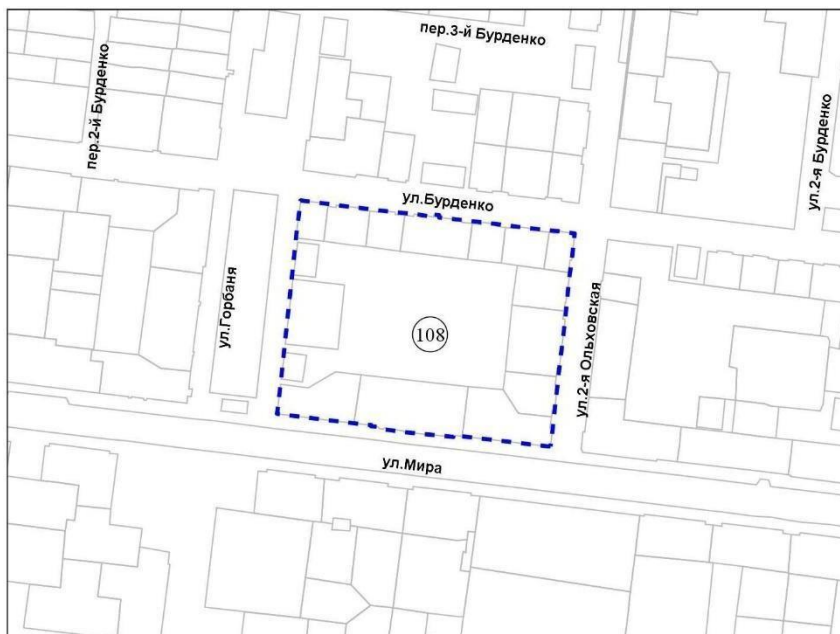 пер.3-й Бурденко
пер.2-й Бурденко
ул.2-я Бурденко
ул.Бурденко
ул.Горбаня
108
ул.2-я Ольховская
ул.Мира